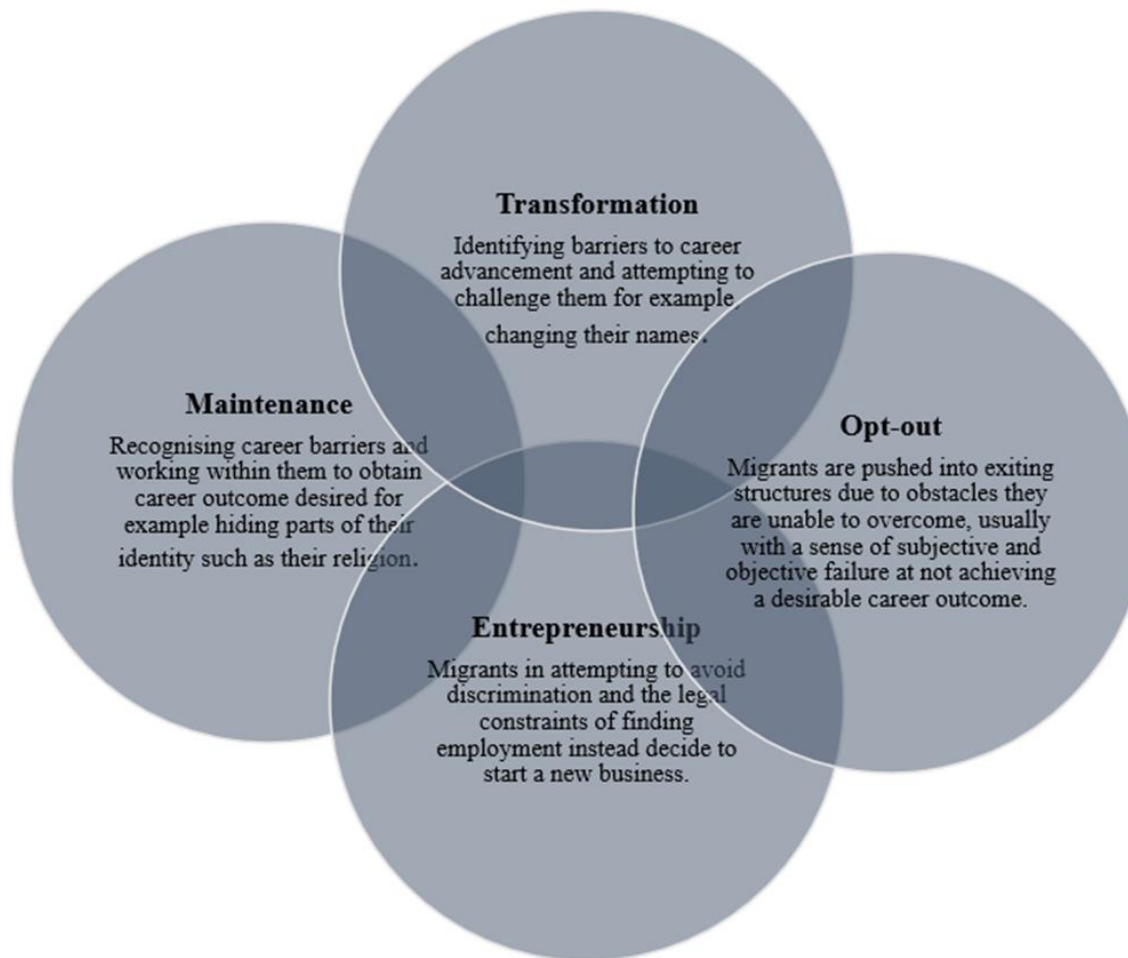 Transformation
Identifying barriers to career
advancement and attempting to
challenge them for example,
changing their names.
Maintenance
Recognising career barriers and
working within them to obtain
career outcome desired for
example hiding parts of their
identity such as their religion.
Opt-out
Migrants are pushed into exiting
structures due to obstacles they
are unable to overcome, usually
with a sense of subjective and
objective failure at not achieving
a desirable career outcome.
Entrepreneurship
Migrants in attempting to avoid
discrimination and the legal
constraints of finding
employment instead decide to
start a new business.